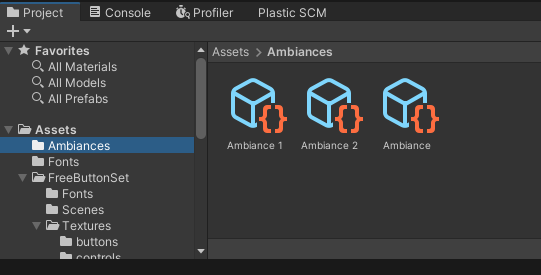 Project Console Profiler Plastic SCM
Favorites
All Materials
All Models
All Prefabs
Assets
Ambiances
Fonts
FreeButtonSet
Fonts
Scenes
Textures
buttons
controls
Assets > Ambiances
Ambiance 1 Ambiance 2 Ambiance